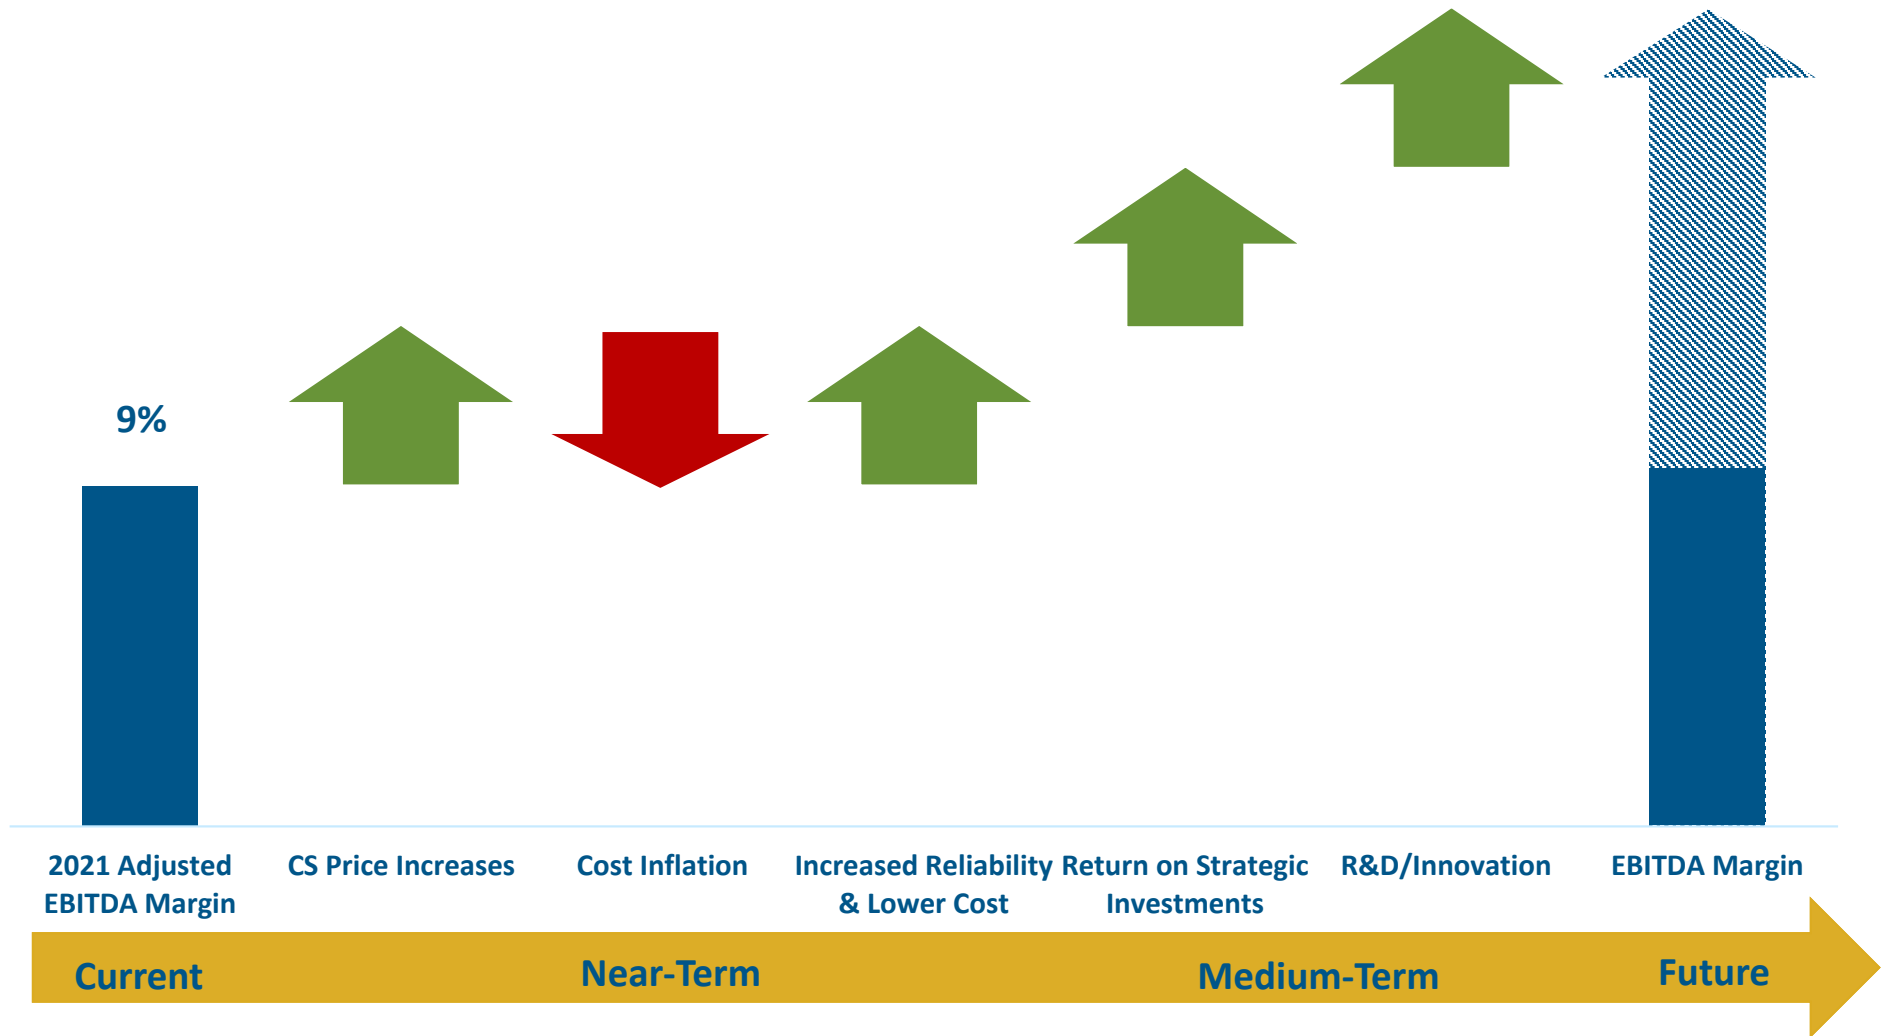 9%
2021 Adjusted
EBITDA Margin
CS Price Increases
Cost Inflation
Increased Reliability
& Lower Cost
Return on Strategic
Investments
R&D/Innovation
EBITDA Margin
Current
Near-Term
Medium-Term
Future